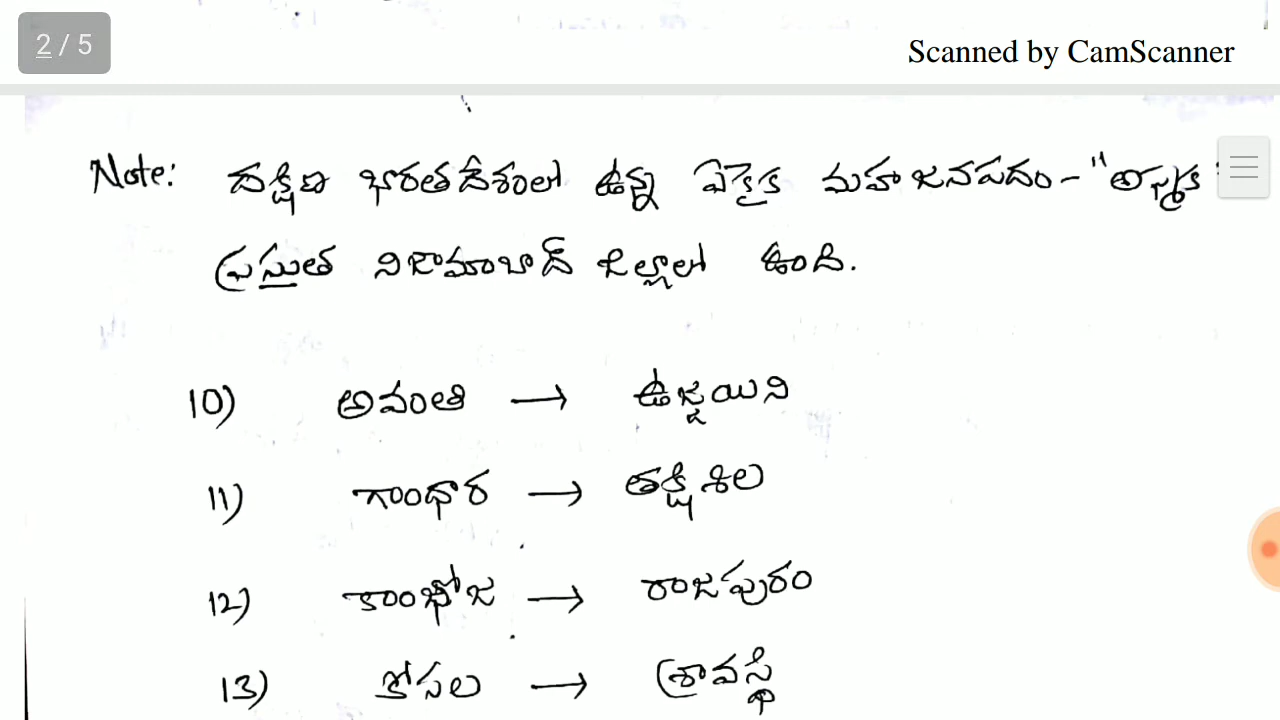 2 / 5
Scanned by CamScanner
Note: దక్షిణ భారతదేశంలో ఉన్న ఏకైక మహాజనపదం - "అస్మక"
ప్రస్తుత నిజామాబాద్ జిల్లాలో ఉంది.
10) అవంతి → ఉజ్జయిని
11) గాంధార → తక్షిశిల
12) కాంభోజ → రాజపురం
13) కోసల → శ్రావస్థి